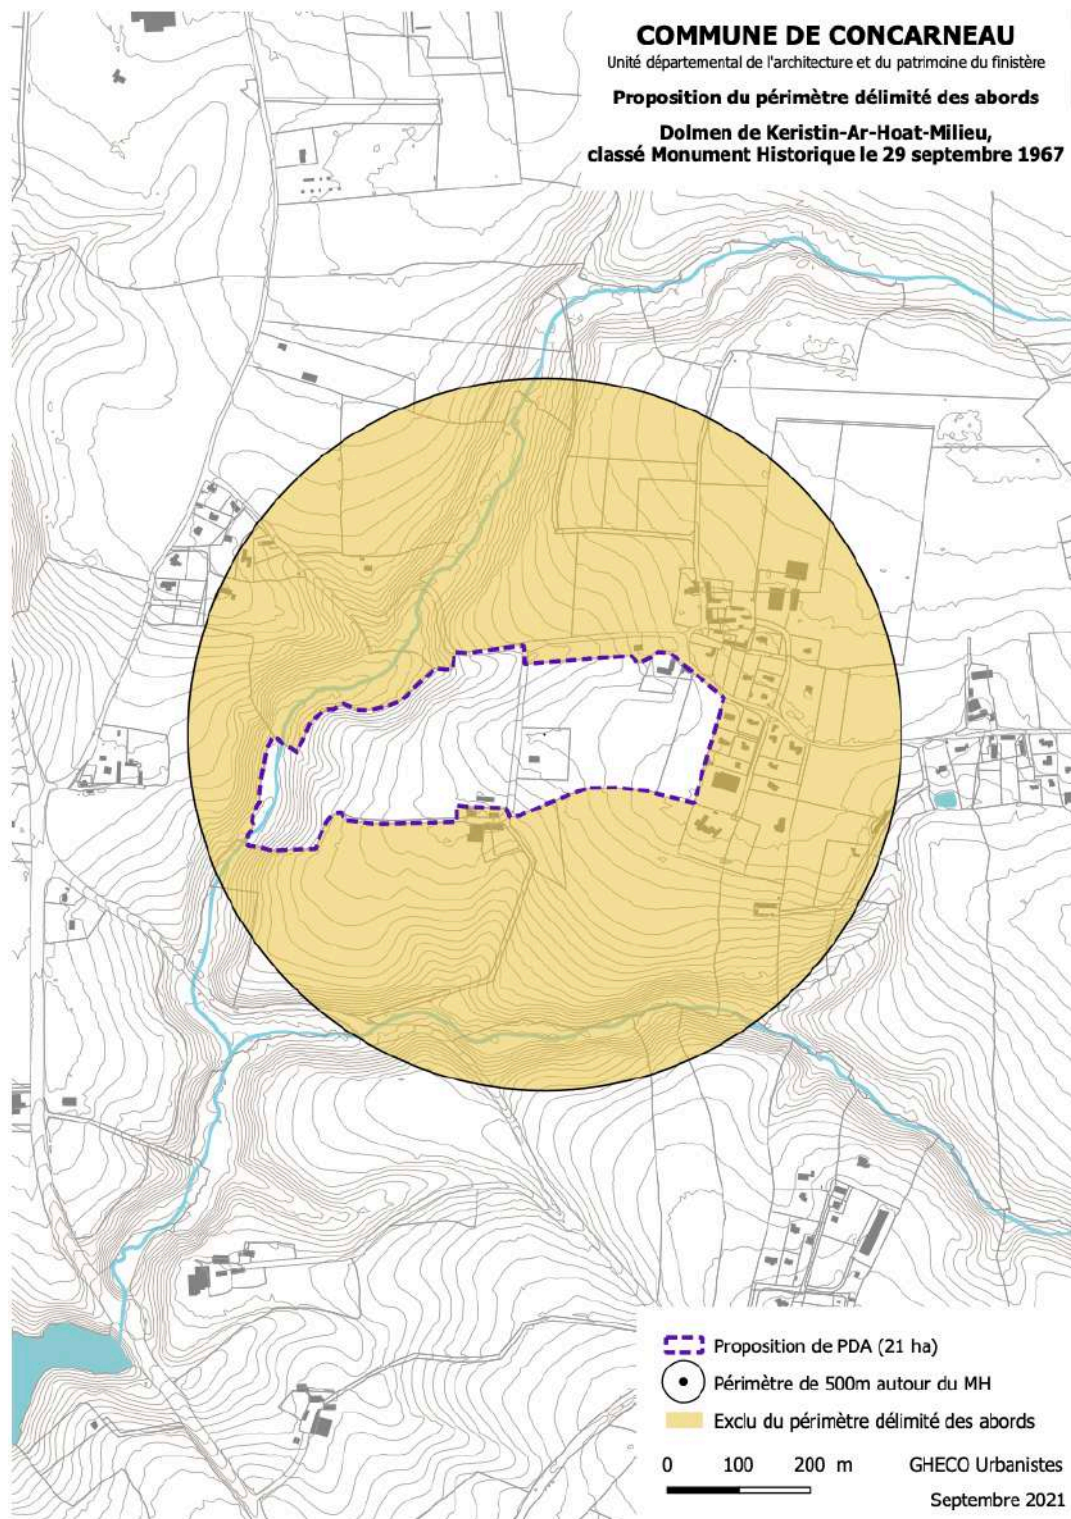 COMMUNE DE CONCARNEAU
Unité départemental de l'architecture et du patrimoine du finistère
Proposition du périmètre délimité des abords
Dolmen de Keristin-Ar-Hoat-Milieu,
classé Monument Historique le 29 septembre 1967
Proposition de PDA (21 ha)
Périmètre de 500m autour du MH
Exclu du périmètre délimité des abords
0 100 200 m
GHECO Urbanistes
Septembre 2021